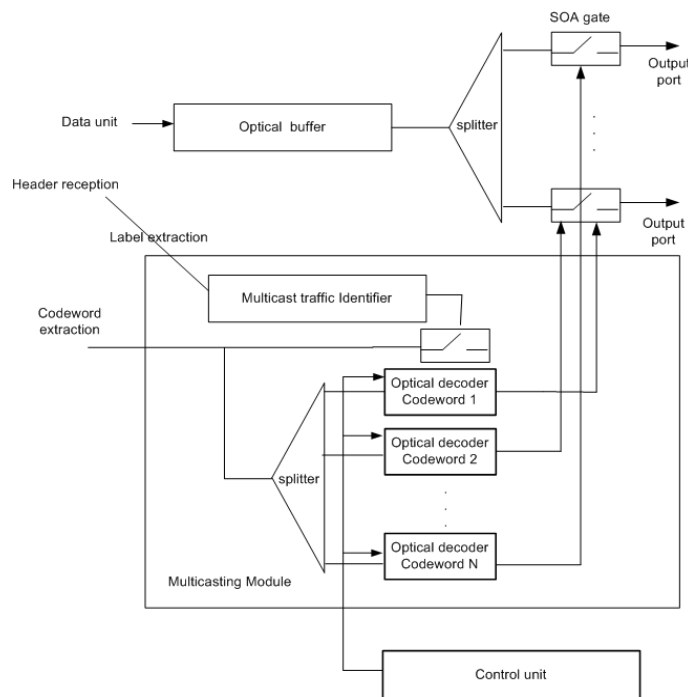 SOA gate
Output
port
Data unit
Optical buffer
splitter
Header reception
Label extraction
Output
port
Multicast traffic Identifier
Codeword
extraction
Optical decoder
Codeword 1
Optical decoder
Codeword 2
splitter
Optical decoder
Codeword N
Multicasting Module
Control unit